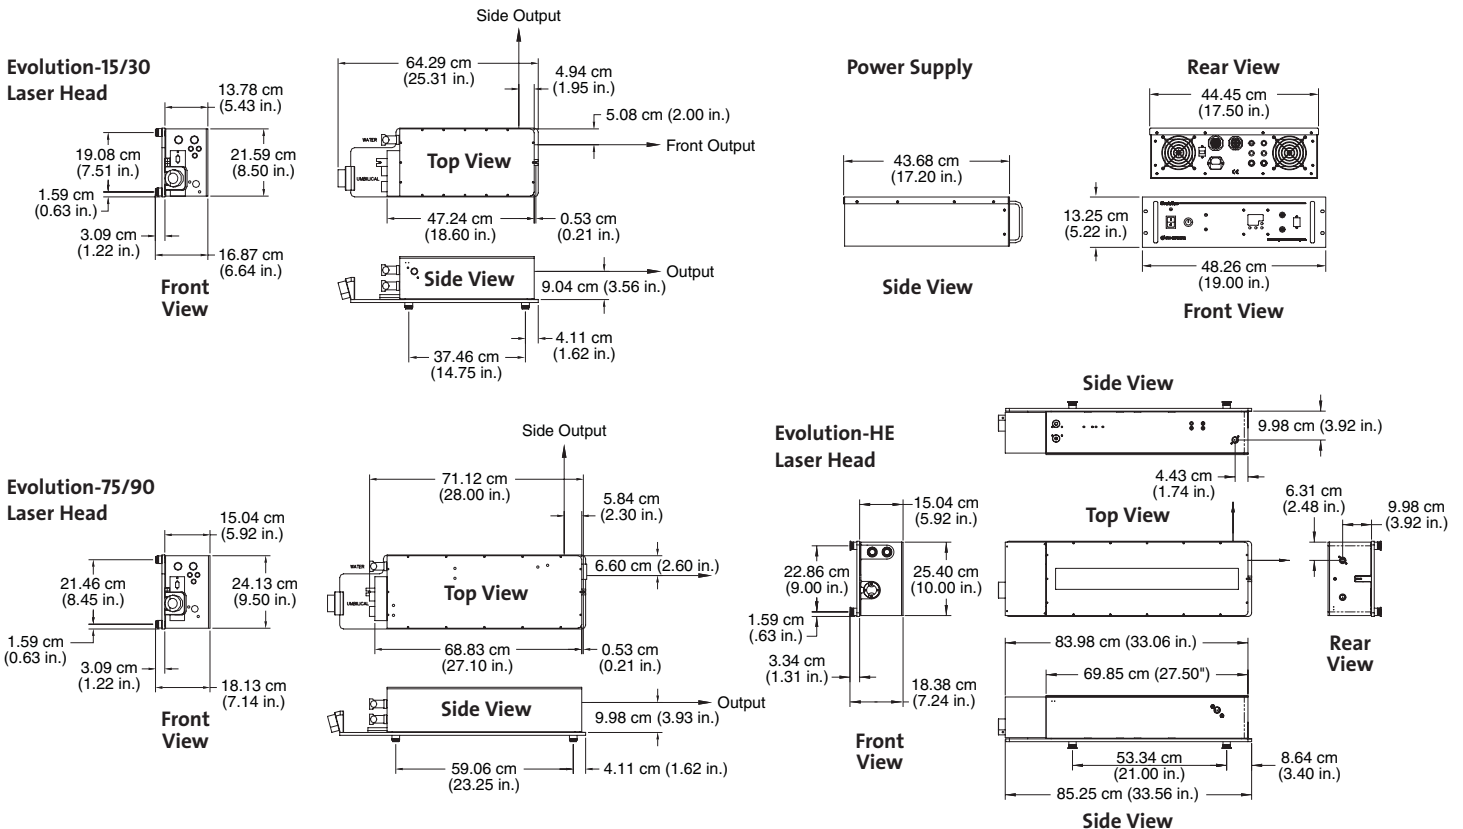 Evolution-15/30
Laser Head
13.78 cm
(5.43 in.)
19.08 cm
(7.51 in.)
21.59 cm
(8.50 in.)
1.59 cm
(0.63 in.)
3.09 cm
(1.22 in.)
16.87 cm
(6.64 in.)
Front
View
Side Output
64.29 cm
(25.31 in.)
4.94 cm
(1.95 in.)
5.08 cm (2.00 in.)
Front Output
WATER
UMBILICAL
Top View
47.24 cm
(18.60 in.)
0.53 cm
(0.21 in.)
Side View
Output
9.04 cm (3.56 in.)
4.11 cm
(1.62 in.)
37.46 cm
(14.75 in.)
Power Supply
Rear View
44.45 cm
(17.50 in.)
43.68 cm
(17.20 in.)
Side View
13.25 cm
(5.22 in.)
48.26 cm
(19.00 in.)
Front View
Evolution-75/90
Laser Head
15.04 cm
(5.92 in.)
21.46 cm
(8.45 in.)
24.13 cm
(9.50 in.)
1.59 cm
(0.63 in.)
3.09 cm
(1.22 in.)
18.13 cm
(7.14 in.)
Front
View
Side Output
71.12 cm
(28.00 in.)
5.84 cm
(2.30 in.)
6.60 cm (2.60 in.)
WATER
UMBILICAL
Top View
68.83 cm
(27.10 in.)
0.53 cm
(0.21 in.)
Side View
Output
9.98 cm (3.93 in.)
59.06 cm
(23.25 in.)
4.11 cm (1.62 in.)
Evolution-HE
Laser Head
Side View
9.98 cm (3.92 in.)
4.43 cm
(1.74 in.)
15.04 cm
(5.92 in.)
22.86 cm
(9.00 in.)
25.40 cm
(10.00 in.)
1.59 cm
(.63 in.)
3.34 cm
(1.31 in.)
18.38 cm
(7.24 in.)
Front
View
Top View
6.31 cm
(2.48 in.)
9.98 cm
(3.92 in.)
Rear
View
83.98 cm (33.06 in.)
69.85 cm (27.50")
53.34 cm
(21.00 in.)
8.64 cm
(3.40 in.)
85.25 cm (33.56 in.)
Side View